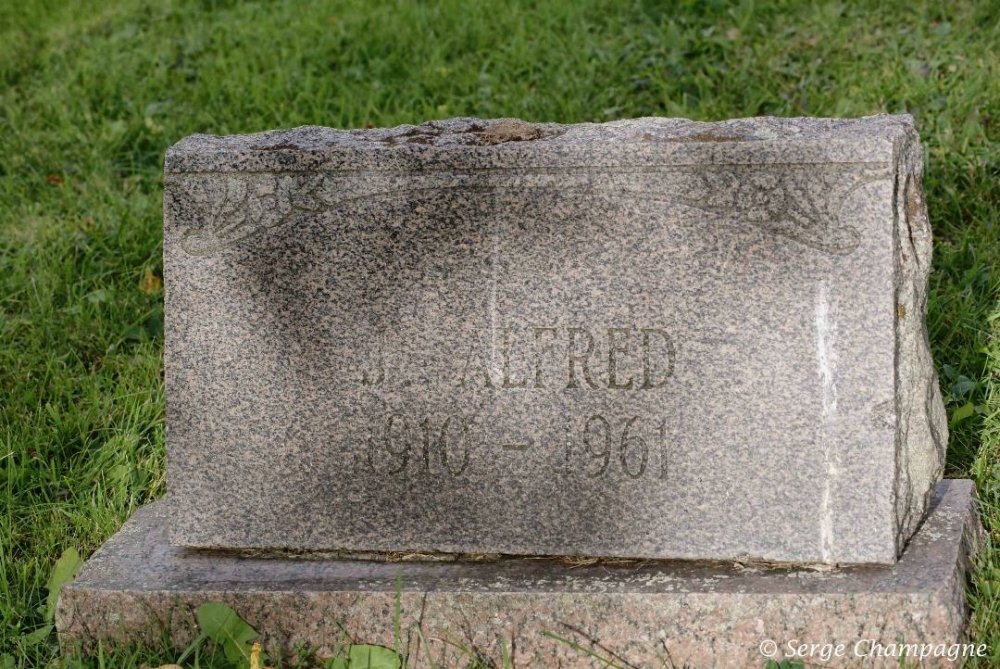 J. ALFRED
1910 - 1961
© Serge Champagne